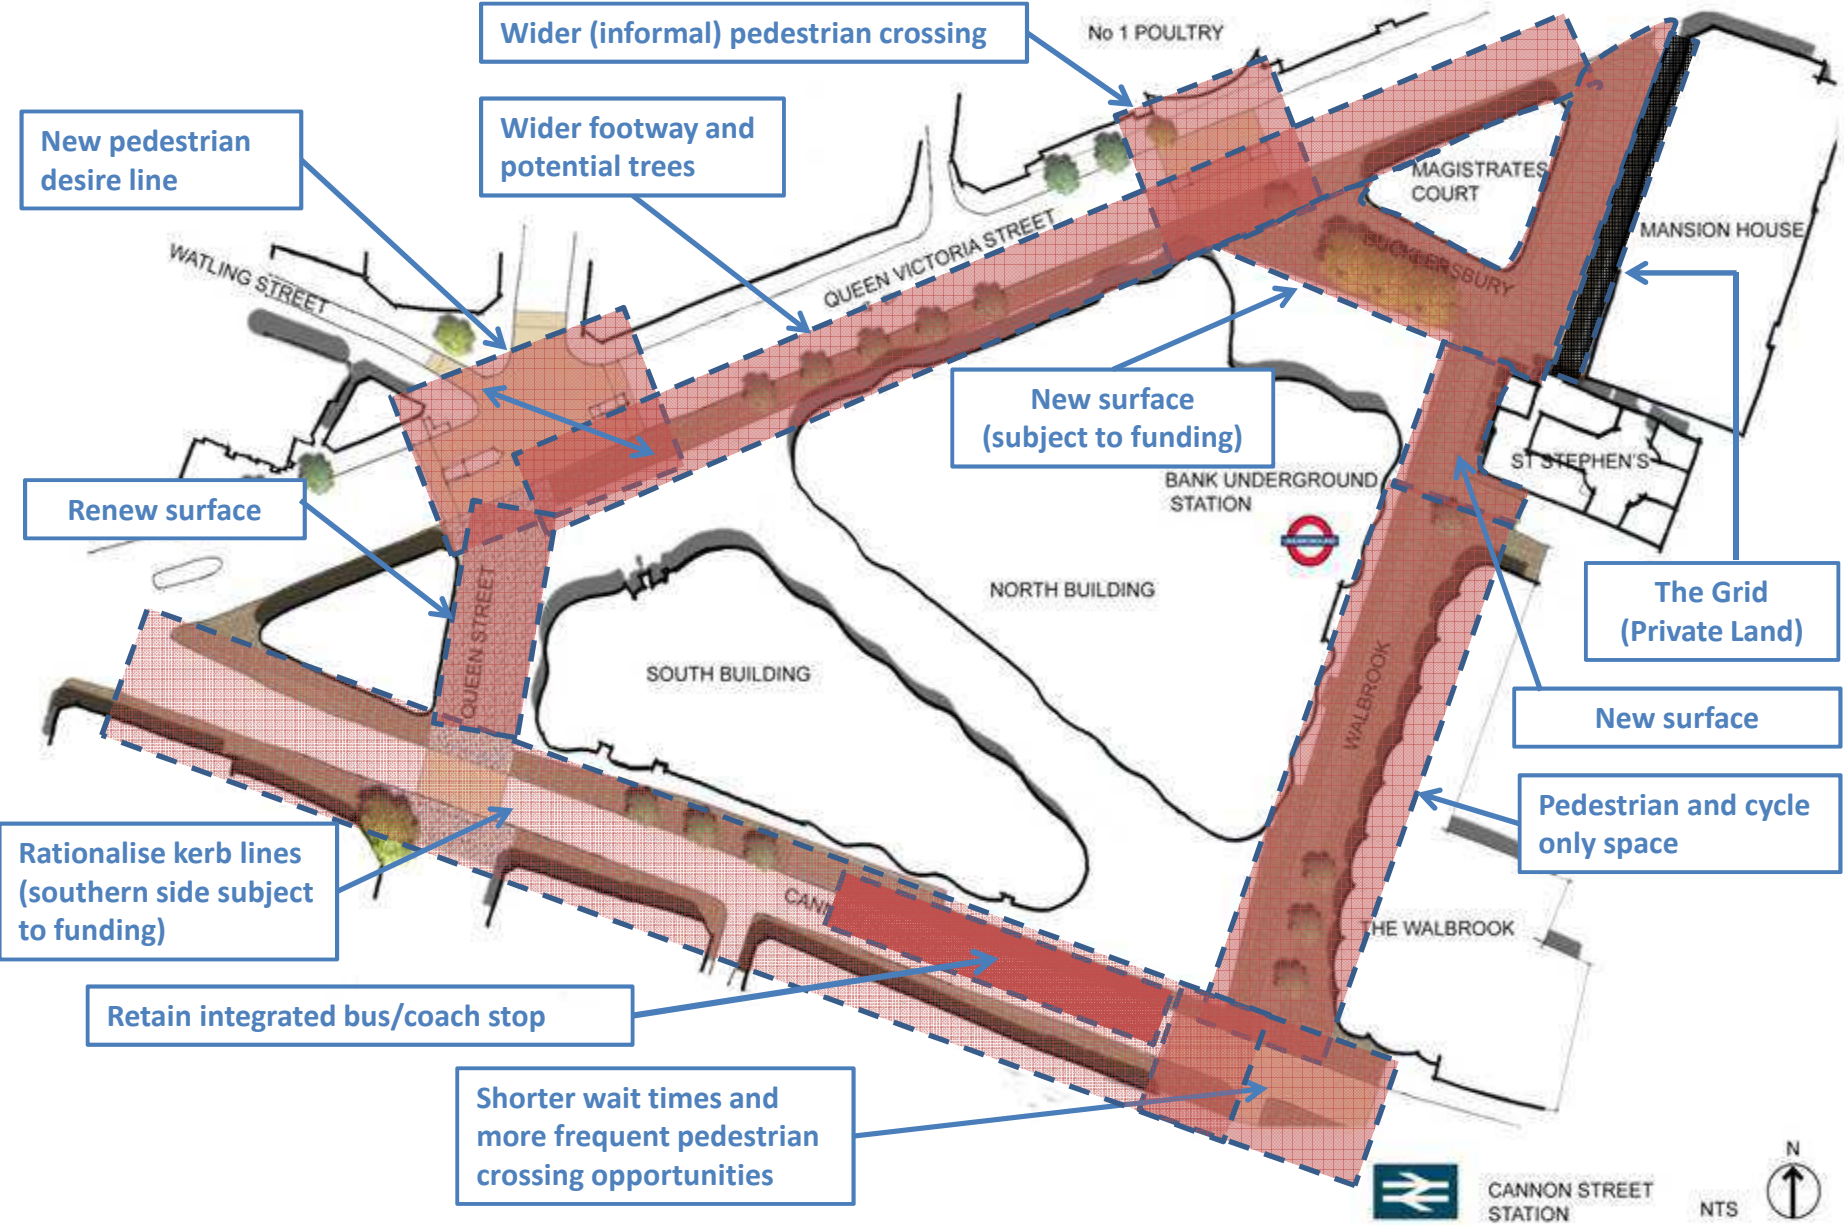 Wider (informal) pedestrian crossing
No 1 POULTRY
New pedestrian
desire line
Wider footway and
potential trees
MAGISTRATES
COURT
MANSION HOUSE
WATLING STREET
QUEEN VICTORIA STREET
BUCKLERSBURY
New surface
(subject to funding)
ST STEPHEN'S
BANK UNDERGROUND
STATION
UNDERGROUND
Renew surface
QUEEN STREET
NORTH BUILDING
The Grid
(Private Land)
SOUTH BUILDING
WALBROOK
New surface
Pedestrian and cycle
only space
Rationalise kerb lines
(southern side subject
to funding)
CANN
THE WALBROOK
Retain integrated bus/coach stop
Shorter wait times and
more frequent pedestrian
crossing opportunities
CANNON STREET
STATION
NTS
N